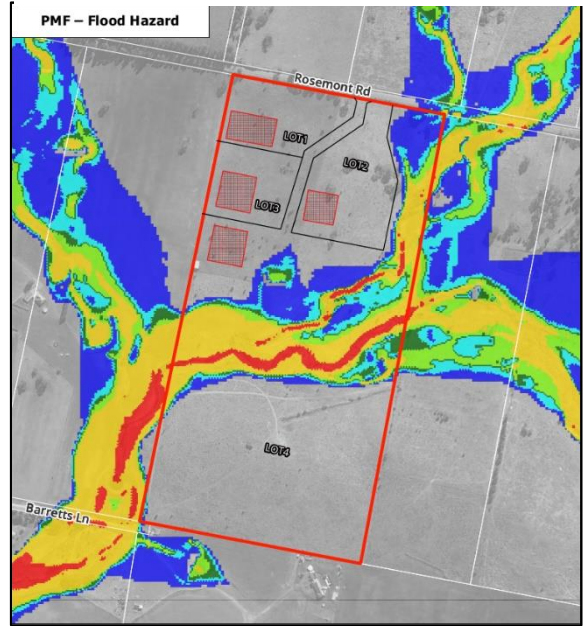 PMF – Flood Hazard
Rosemont Rd
LOT1
LOT2
LOT3
LOT4
Barretts Ln